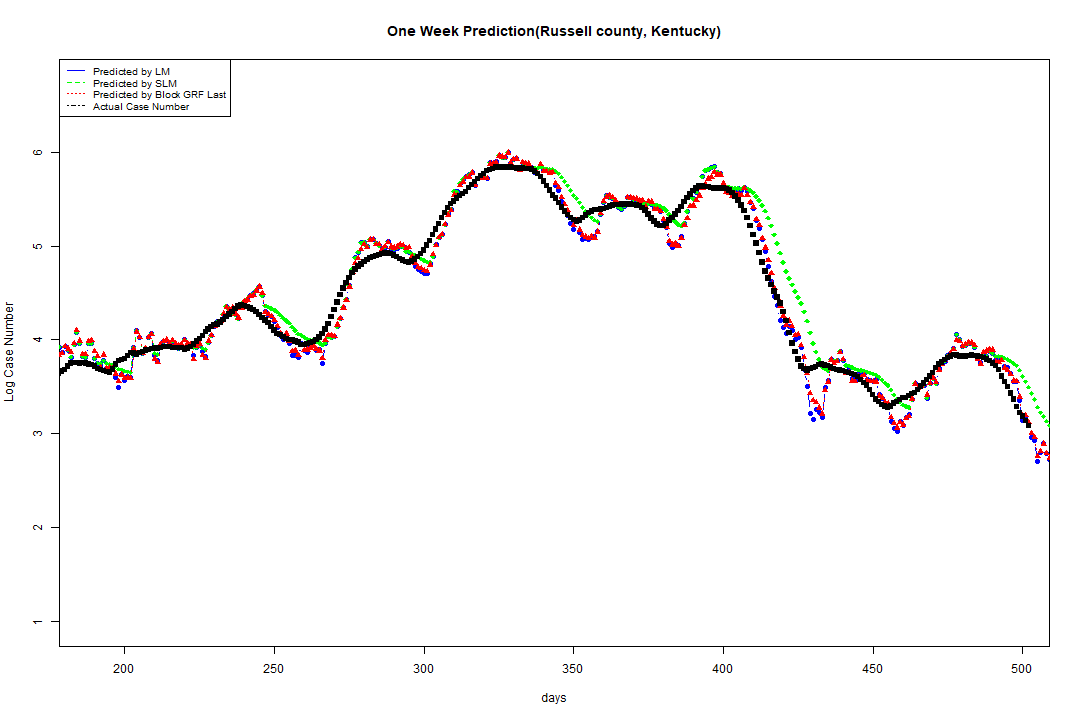 One Week Prediction(Russell county, Kentucky)
Predicted by LM
Predicted by SLM
Predicted by Block GRF Last
Actual Case Number
Log Case Number
6
5
4
3
2
1
200 250 300 350 400 450 500
days